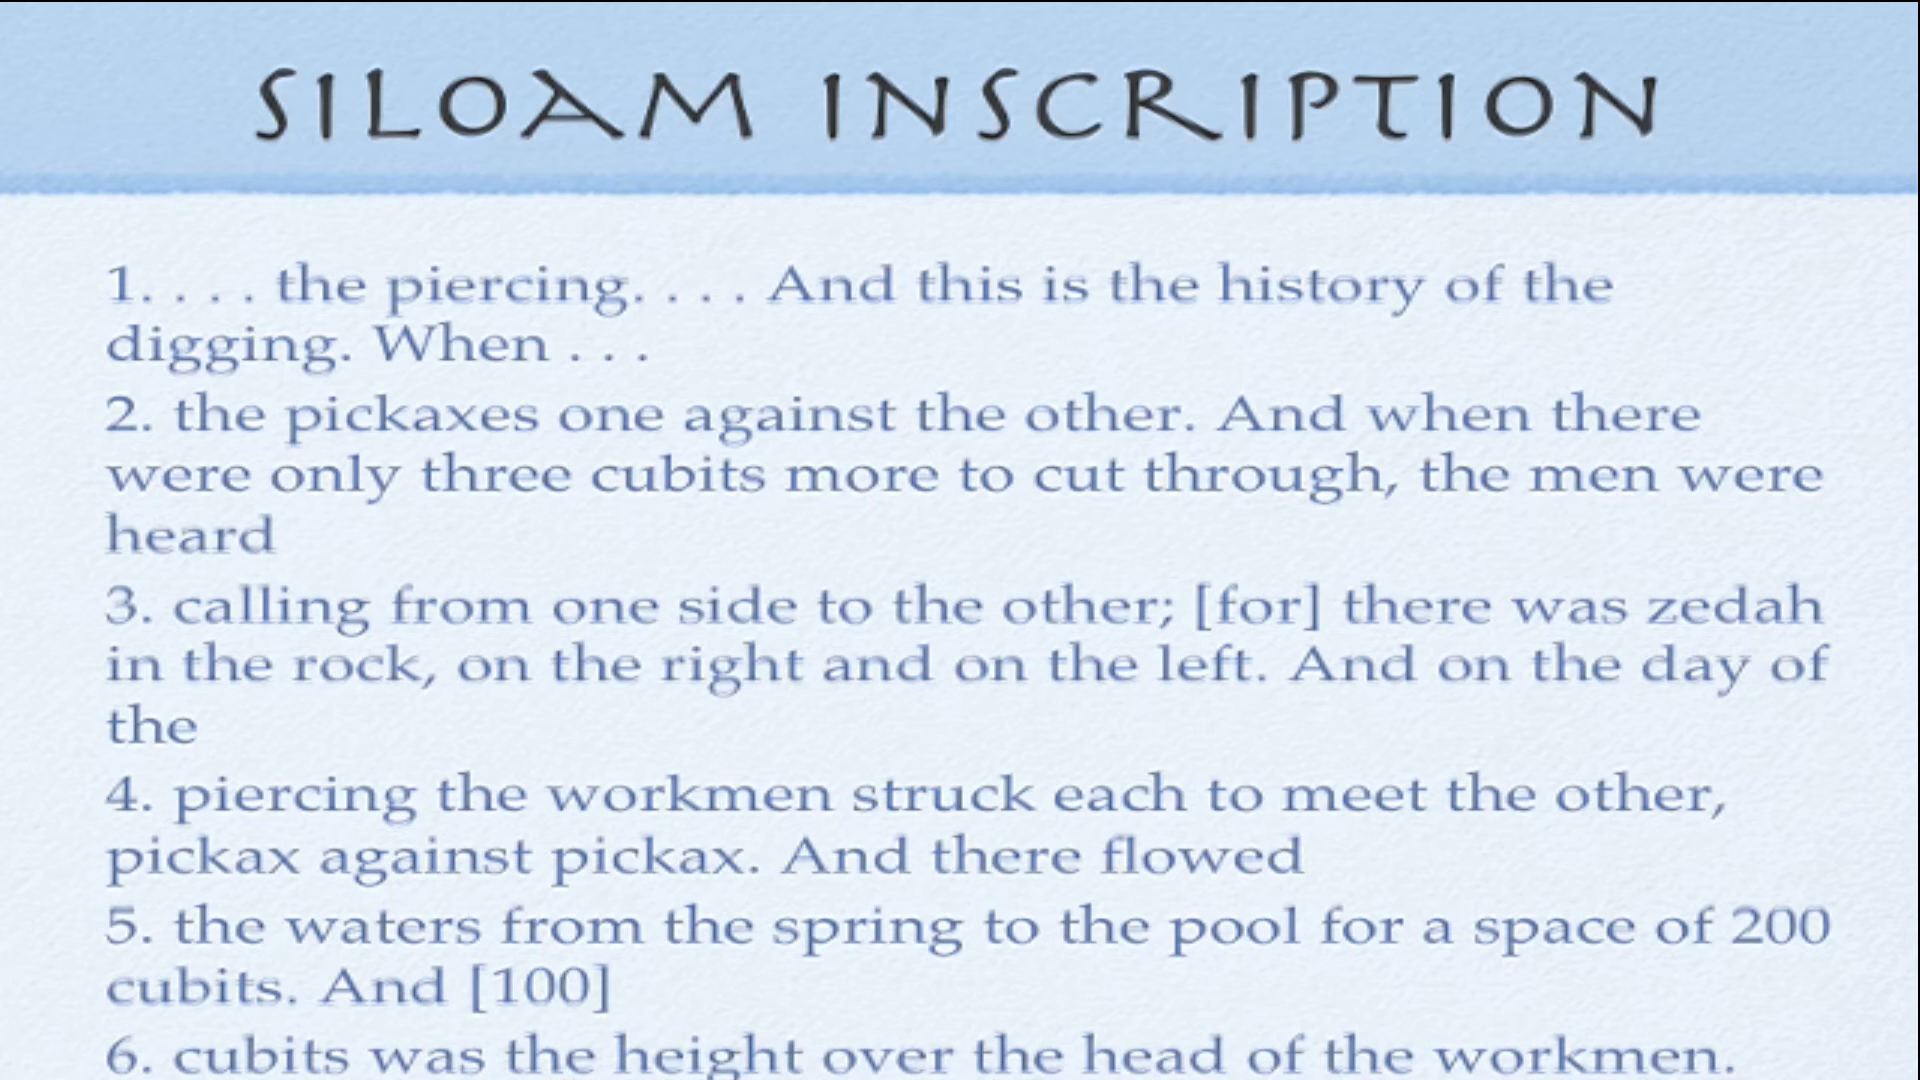 SILOAM INSCRIPTION
1. . . . the piercing. . . . And this is the history of the
digging. When . . .
2. the pickaxes one against the other. And when there
were only three cubits more to cut through, the men were
heard
3. calling from one side to the other; [for] there was zedah
in the rock, on the right and on the left. And on the day of
the
4. piercing the workmen struck each to meet the other,
pickax against pickax. And there flowed
5. the waters from the spring to the pool for a space of 200
cubits. And [100]
6. cubits was the height over the head of the workmen.